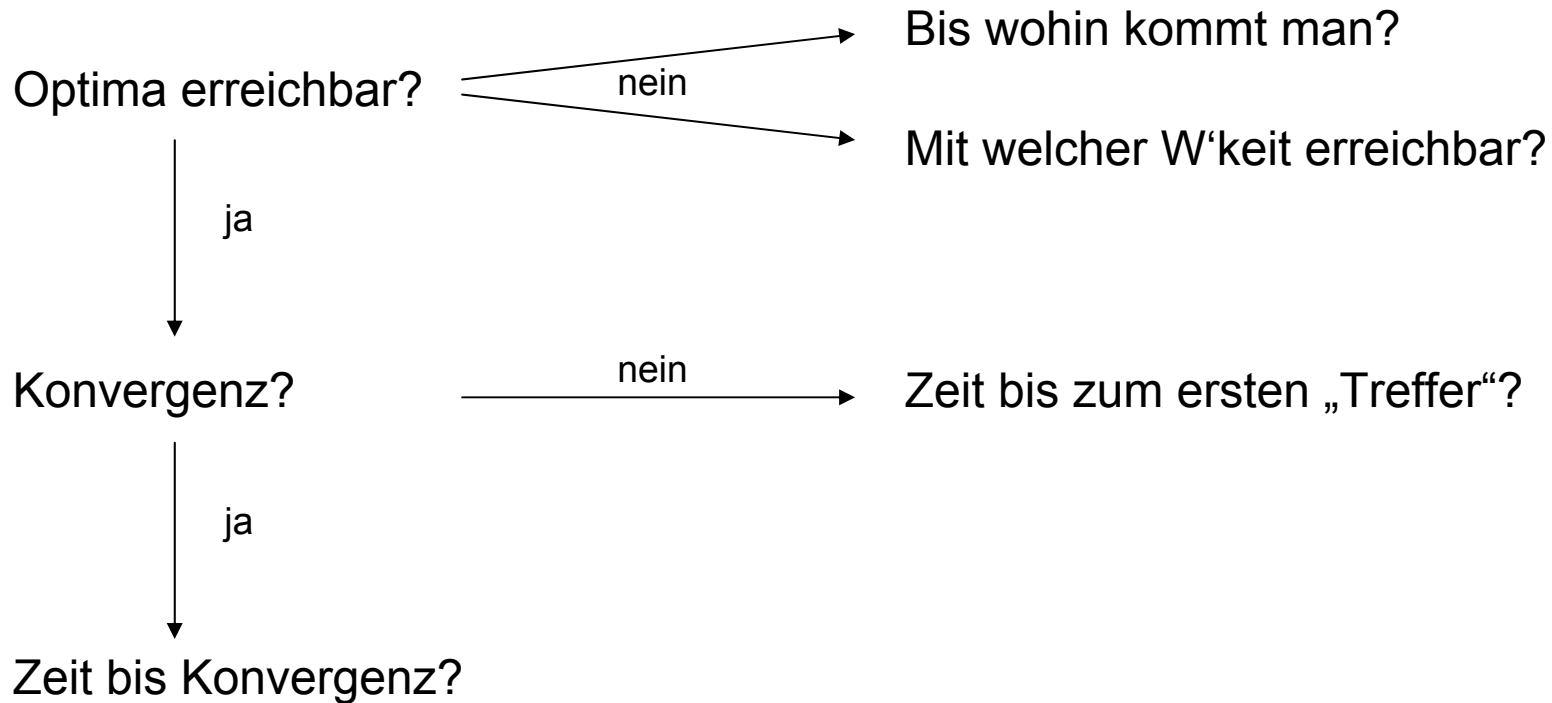 Bis wohin kommt man?
Optima erreichbar?
nein
Mit welcher W‘keit erreichbar?
ja
Konvergenz?
nein
Zeit bis zum ersten „Treffer“?
ja
Zeit bis Konvergenz?